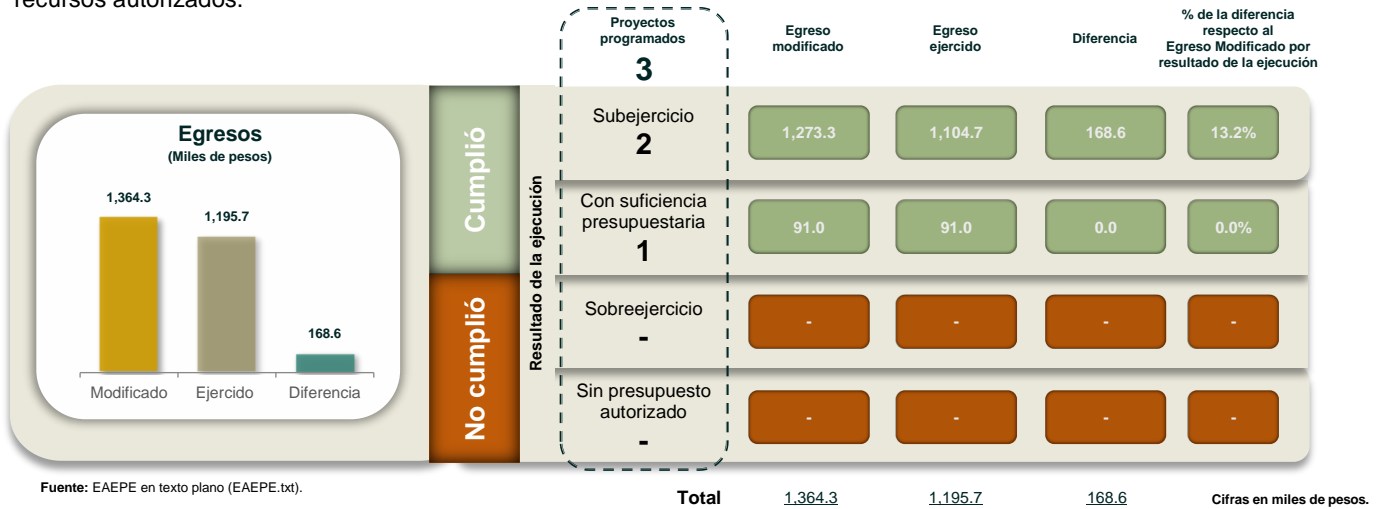 recursos autorizados.
Proyectos
programados
3
Egreso
modificado
Egreso
ejercido
Diferencia
% de la diferencia
respecto al
Egreso Modificado por
resultado de la ejecución
Egresos
(Miles de pesos)
1,364.3
1,195.7
168.6
Modificado
Ejercido
Diferencia
Cumplió
No cumplió
Resultado de la ejecución
Subejercicio
2
1,273.3
1,104.7
168.6
13.2%
Con suficiencia
presupuestaria
1
91.0
91.0
0.0
0.0%
Sobreejercicio
-
-
-
-
-
Sin presupuesto
autorizado
-
-
-
-
-
Fuente: EAEPE en texto plano (EAEPE.txt).
Total
1,364.3
1,195.7
168.6
Cifras en miles de pesos.